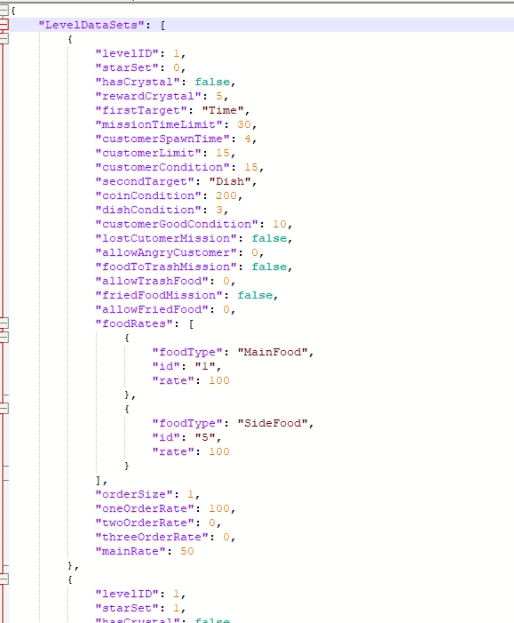 {
"LevelDataSets": [
{
"levelID": 1,
"starSet": 0,
"hasCrystal": false,
"rewardCrystal": 5,
"firstTarget": "Time",
"missionTimeLimit": 30,
"customerSpawnTime": 4,
"customerLimit": 15,
"customerCondition": 15,
"secondTarget": "Dish",
"coinCondition": 200,
"dishCondition": 3,
"customerGoodCondition": 10,
"lostCutomerMission": false,
"allowAngryCustomer": 0,
"foodToTrashMission": false,
"allowTrashFood": 0,
"friedFoodMission": false,
"allowFriedFood": 0,
"foodRates": [
{
"foodType": "MainFood",
"id": "1",
"rate": 100
},
{
"foodType": "SideFood",
"id": "5",
"rate": 100
}
],
"orderSize": 1,
"oneOrderRate": 100,
"twoOrderRate": 0,
"threeOrderRate": 0,
"mainRate": 50
},
{
"levelID": 1,
"starSet": 1,
"hasCrystal": false